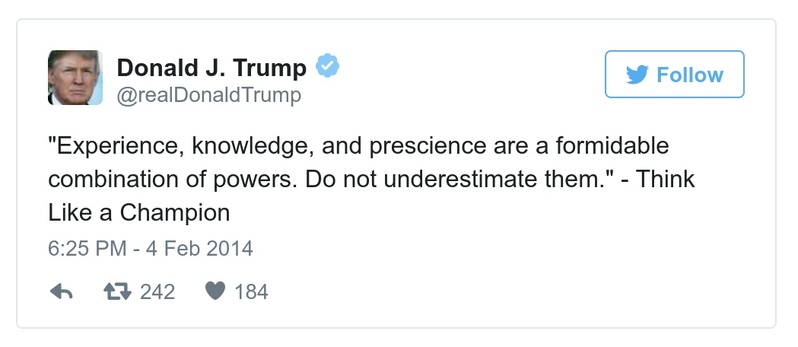 Donald J. Trump
@realDonaldTrump
Follow
"Experience, knowledge, and prescience are a formidable
combination of powers. Do not underestimate them." - Think
Like a Champion
6:25 PM - 4 Feb 2014
242 184